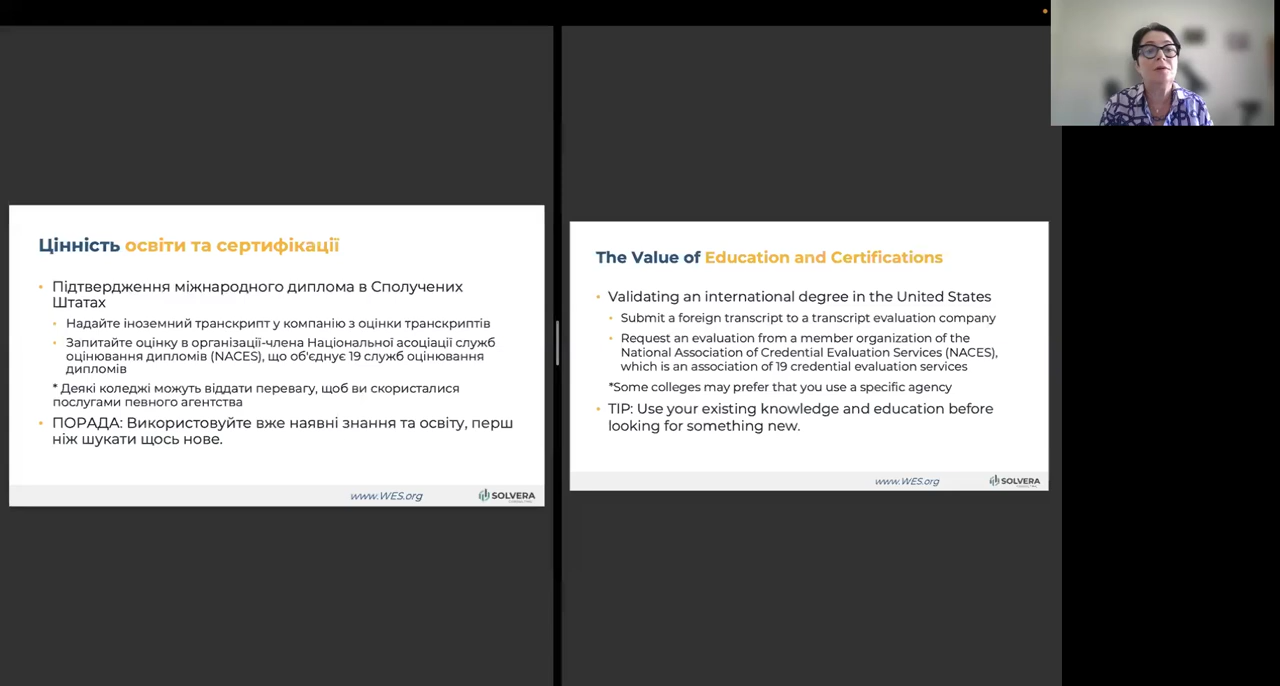 Цінність освіти та сертифікації
• Підтвердження міжнародного диплома в Сполучених
Штатах
• Надайте іноземний транскрипт у компанію з оцінки транскриптів
• Запитайте оцінку в організації-члена Національної асоціації служб
оцінювання дипломів (NACES), що об'єднує 19 служб оцінювання
дипломів
* Деякі коледжі можуть віддати перевагу, щоб ви скористалися
послугами певного агентства
• ПОРАДА: Використовуйте вже наявні знання та освіту, перш
ніж шукати щось нове.
www.WES.org
SOLVERA
The Value of Education and Certifications
• Validating an international degree in the United States
• Submit a foreign transcript to a transcript evaluation company
• Request an evaluation from a member organization of the
National Association of Credential Evaluation Services (NACES),
which is an association of 19 credential evaluation services
*Some colleges may prefer that you use a specific agency
• TIP: Use your existing knowledge and education before
looking for something new.
www.WES.org
SOLVERA